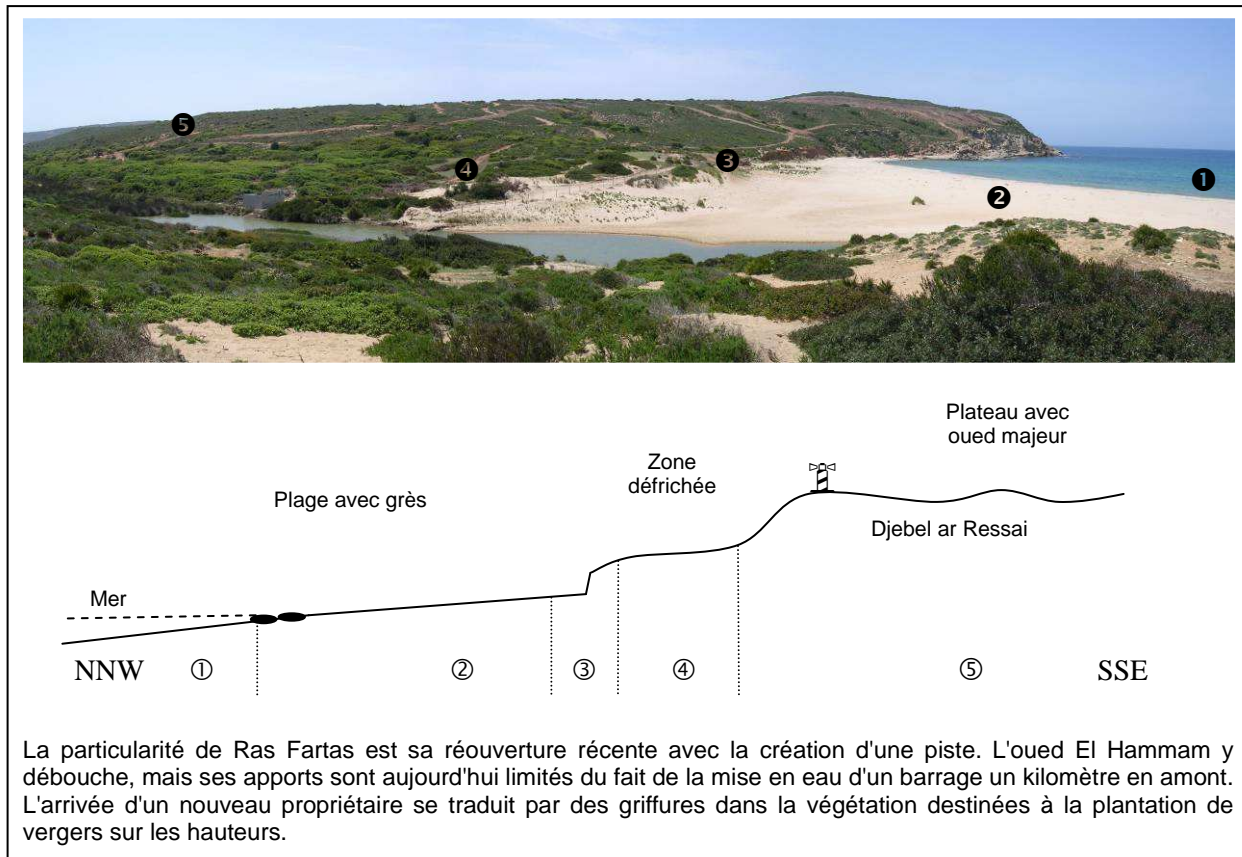 ❺
❹
❸
❷
❶
Plateau avec
oued majeur
Zone
défrichée
Plage avec grès
Djebel ar Ressai
Mer
NNW ① ② ③ ④ ⑤ SSE
La particularité de Ras Fartas est sa réouverture récente avec la création d'une piste. L'oued El Hammam y
débouche, mais ses apports sont aujourd'hui limités du fait de la mise en eau d'un barrage un kilomètre en amont.
L'arrivée d'un nouveau propriétaire se traduit par des griffures dans la végétation destinées à la plantation de
vergers sur les hauteurs.